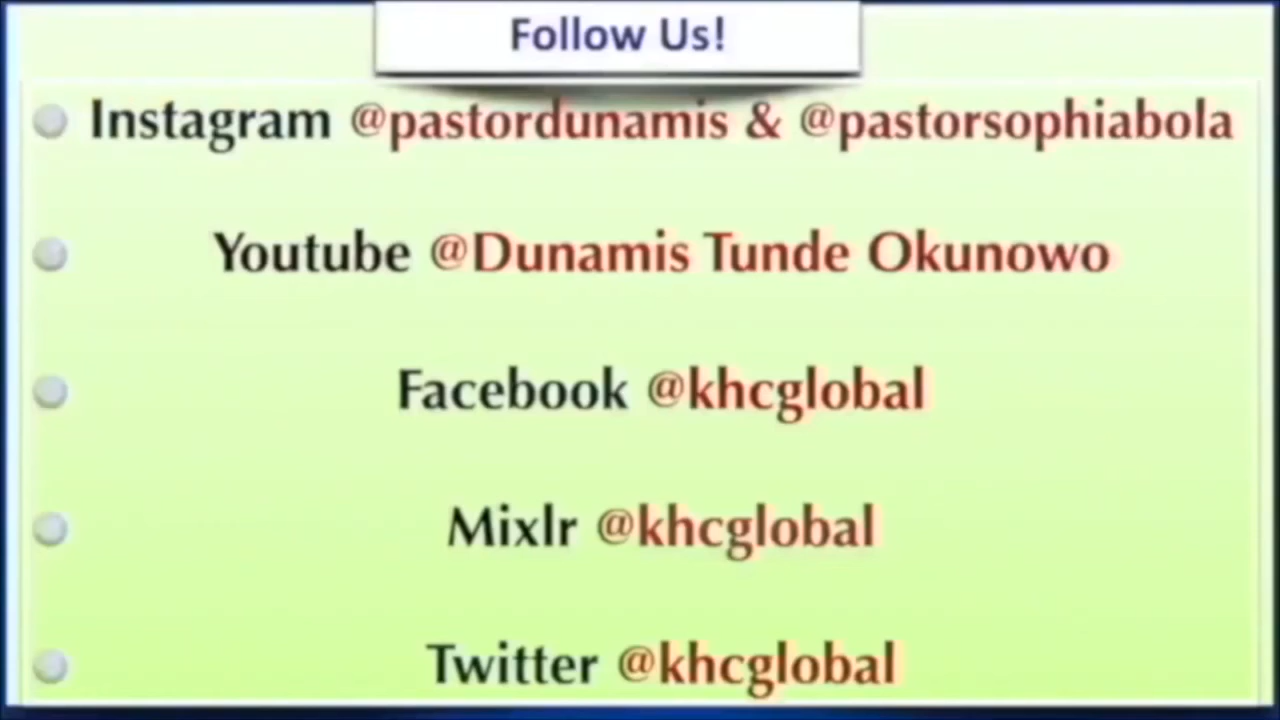 Follow Us!
Instagram @pastordunamis & @pastorsophiabola
Youtube @Dunamis Tunde Okunowo
Facebook @khcglobal
Mixlr @khcglobal
Twitter @khcglobal